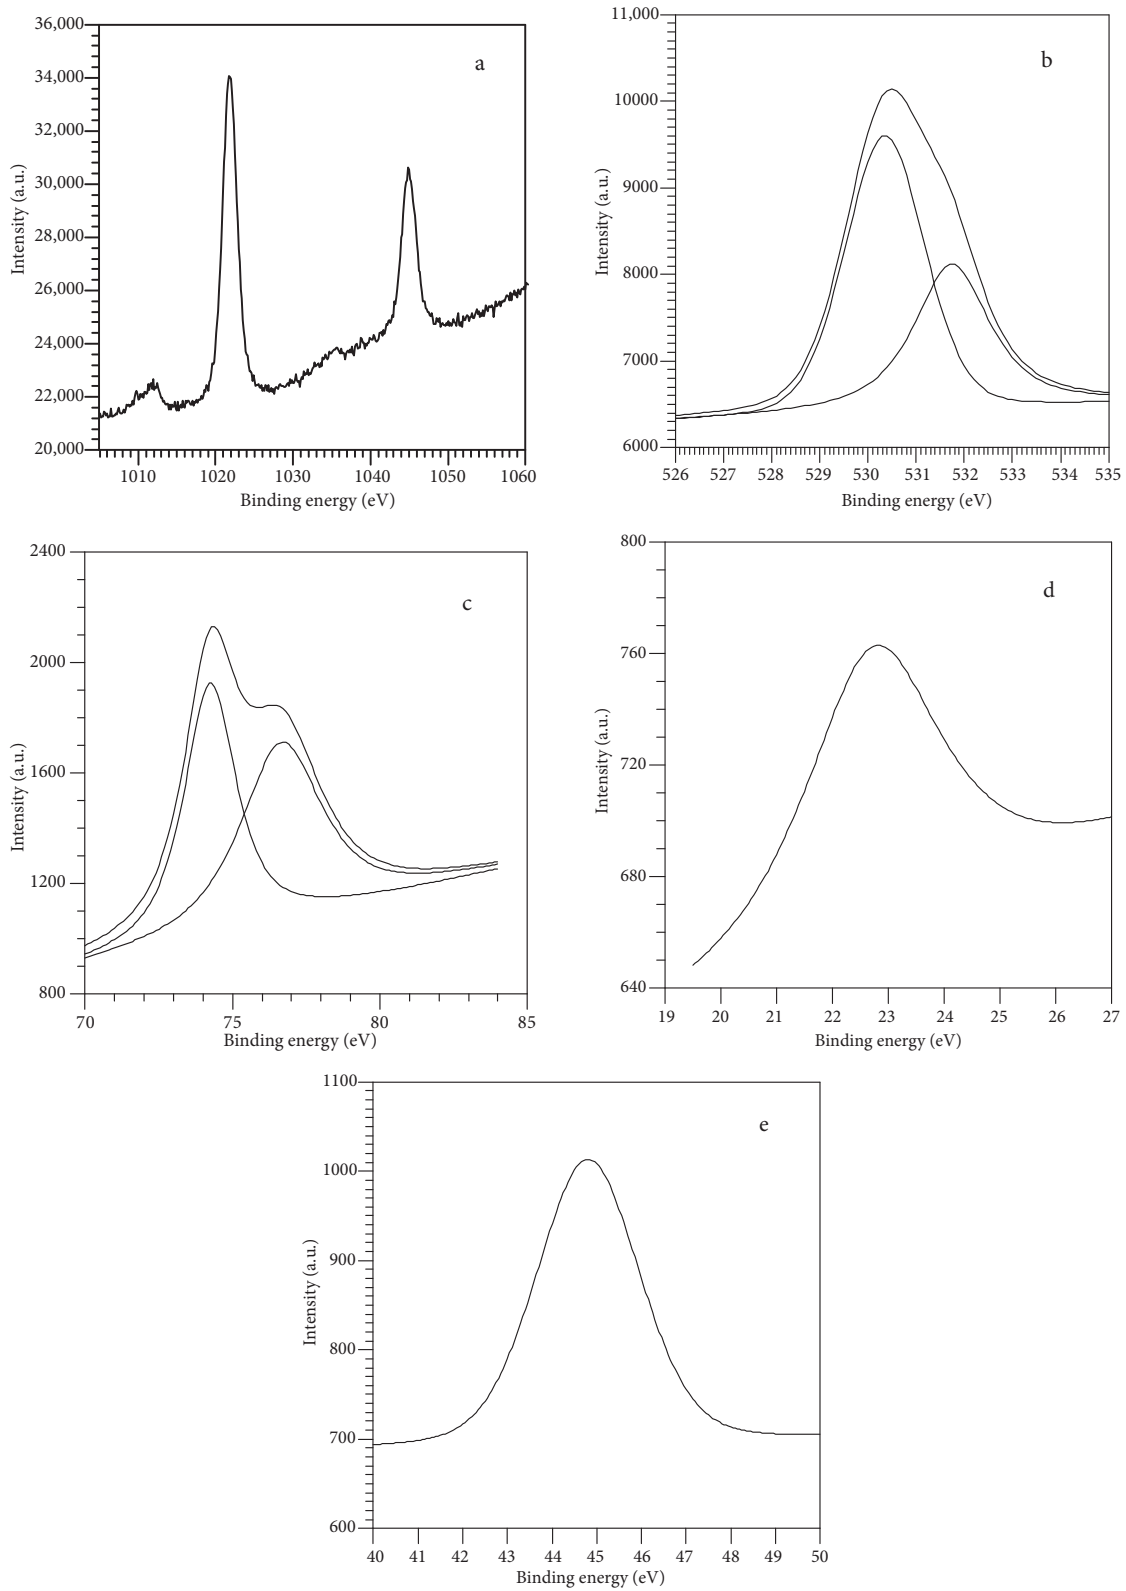 36,000
34,000
32,000
30,000
28,000
26,000
24,000
22,000
20,000
Intensity (a.u.)
a
1010 1020 1030 1040 1050 1060
Binding energy (eV)
11,000
10000
9000
8000
7000
6000
Intensity (a.u.)
b
526 527 528 529 530 531 532 533 534 535
Binding energy (eV)
2400
2000
1600
1200
800
Intensity (a.u.)
c
70 75 80 85
Binding energy (eV)
800
760
720
680
640
Intensity (a.u.)
d
19 20 21 22 23 24 25 26 27
Binding energy (eV)
1100
1000
900
800
700
600
Intensity (a.u.)
e
40 41 42 43 44 45 46 47 48 49 50
Binding energy (eV)